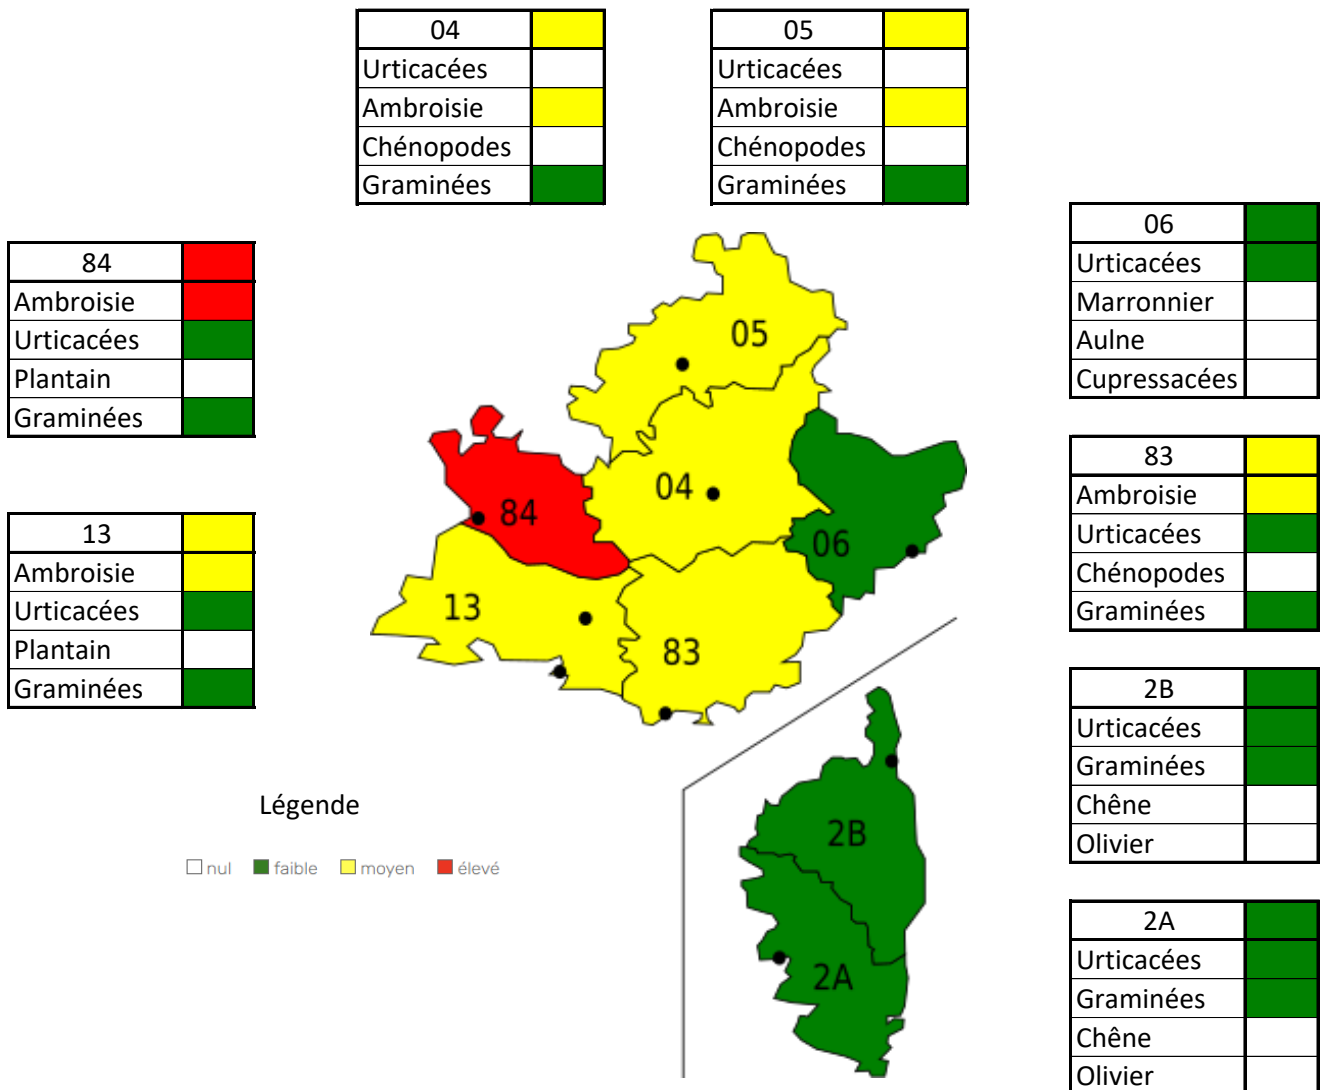 04
Urticacées
Ambroisie
Chénopodes
Graminées
05
Urticacées
Ambroisie
Chénopodes
Graminées
84
Ambroisie
Urticacées
Plantain
Graminées
06
Urticacées
Marronnier
Aulne
Cupressacées
13
Ambroisie
Urticacées
Plantain
Graminées
83
Ambroisie
Urticacées
Chénopodes
Graminées
2B
Urticacées
Graminées
Chêne
Olivier
2A
Urticacées
Graminées
Chêne
Olivier
05
04
84
06
13
83
2B
2A
Légende
nul faible moyen élevé